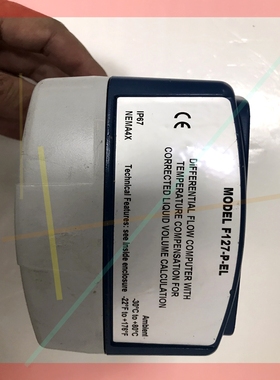 MODEL F127-P-EL
DIFFERENTIAL FLOW COMPUTER WITH
TEMPERATURE COMPENSATION FOR
CORRECTED LIQUID VOLUME CALCULATION
CE
IP67
NEMA4X
Technical Features: see inside enclosure
Ambient
-30°C to +80°C
-22°F to +178°F